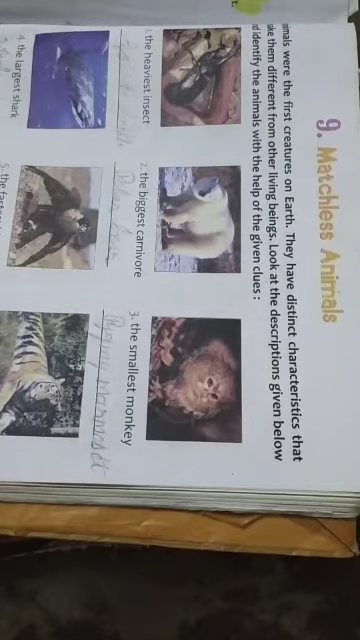 9. Matchless Animals
nimals were the first creatures on Earth. They have distinct characteristics that
ke them different from other living beings. Look at the descriptions given below
d identify the animals with the help of the given clues :
1. the heaviest insect
2. the biggest carnivore
3. the smallest monkey
Pygmy marmoset
4. the largest shark